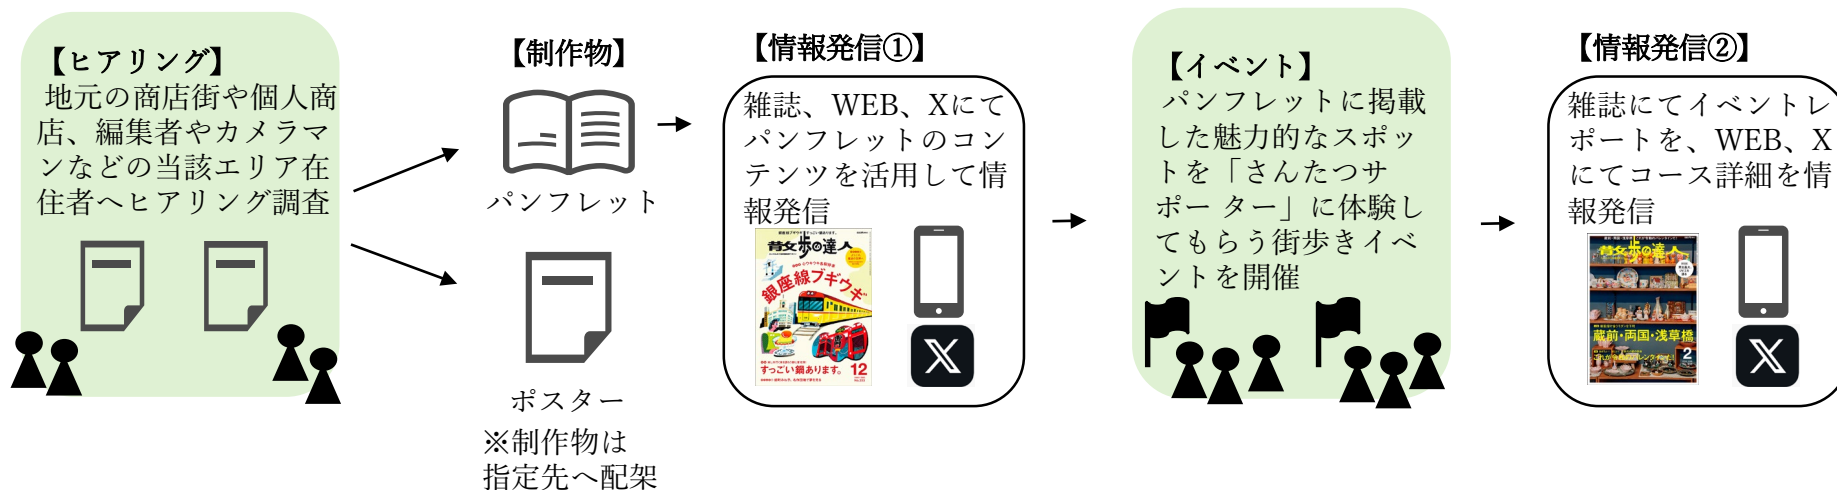 【ヒアリング】
地元の商店街や個人商
店、編集者やカメラマ
ンなどの当該エリア在
住者へヒアリング調査
【制作物】
パンフレット
ポスター
※制作物は
指定先へ配架
【情報発信①】
雑誌、WEB、Xにて
パンフレットのコン
テンツを活用して情
報発信
散歩の達人
銀座線ブギウギ
すっごい鍋あります。 12
【イベント】
パンフレットに掲載
した魅力的なスポッ
トを「さんたつサ
ポー ター」に体験し
てもらう街歩きイベ
ントを開催
【情報発信②】
雑誌にてイベントレ
ポートを、WEB、X
にてコース詳細を情
報発信
散歩の達人
蔵前・両国・浅草橋
2